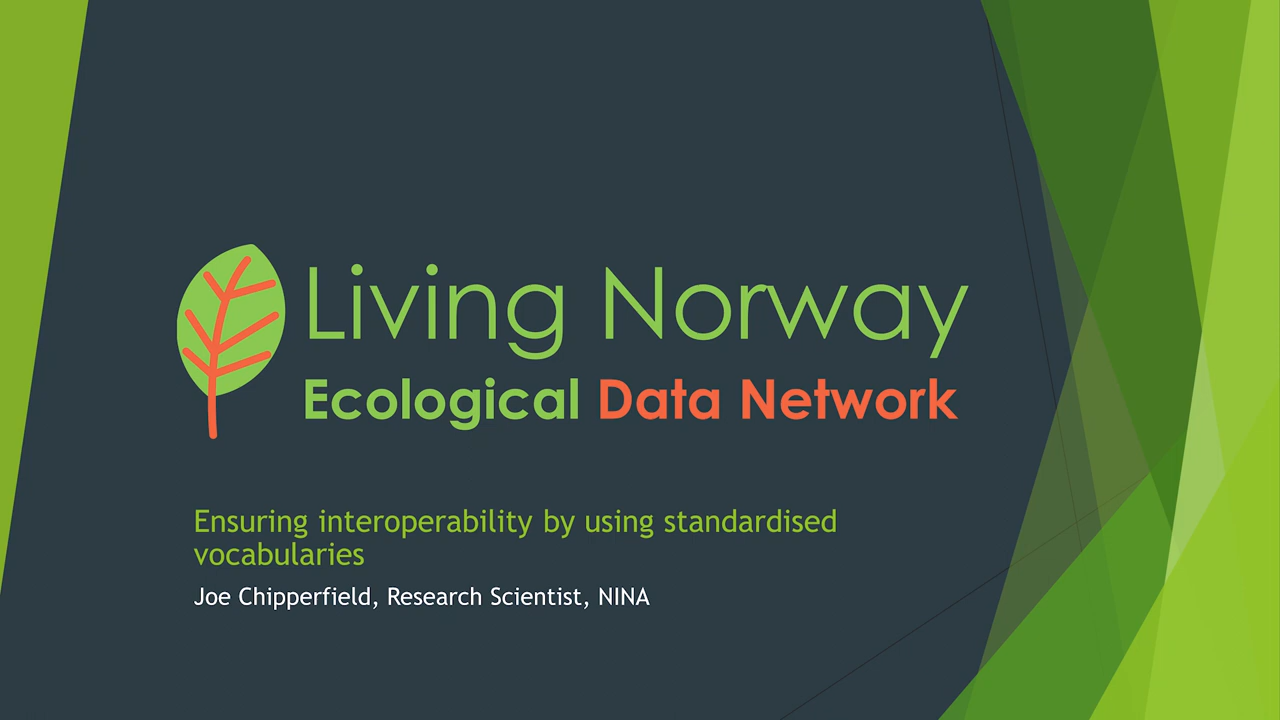 Living Norway
Ecological Data Network
Ensuring interoperability by using standardised
vocabularies
Joe Chipperfield, Research Scientist, NINA